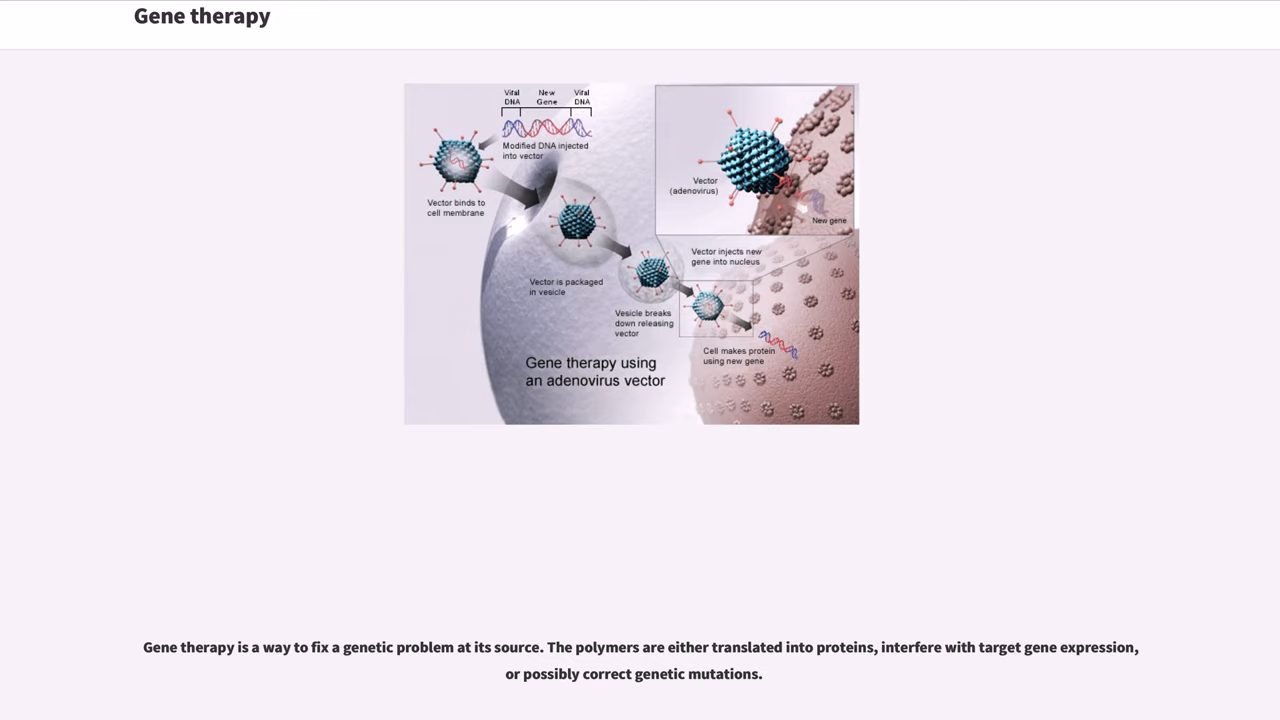 Gene therapy
Viral New Viral
DNA Gene DNA
Modified DNA injected
into vector
Vector binds to
cell membrane
Vector
(adenovirus)
New gene
Vector injects new
gene into nucleus
Vector is packaged
in vesicle
Vesicle breaks
down releasing
vector
Cell makes protein
using new gene
Gene therapy using
an adenovirus vector
Gene therapy is a way to fix a genetic problem at its source. The polymers are either translated into proteins, interfere with target gene expression,
or possibly correct genetic mutations.